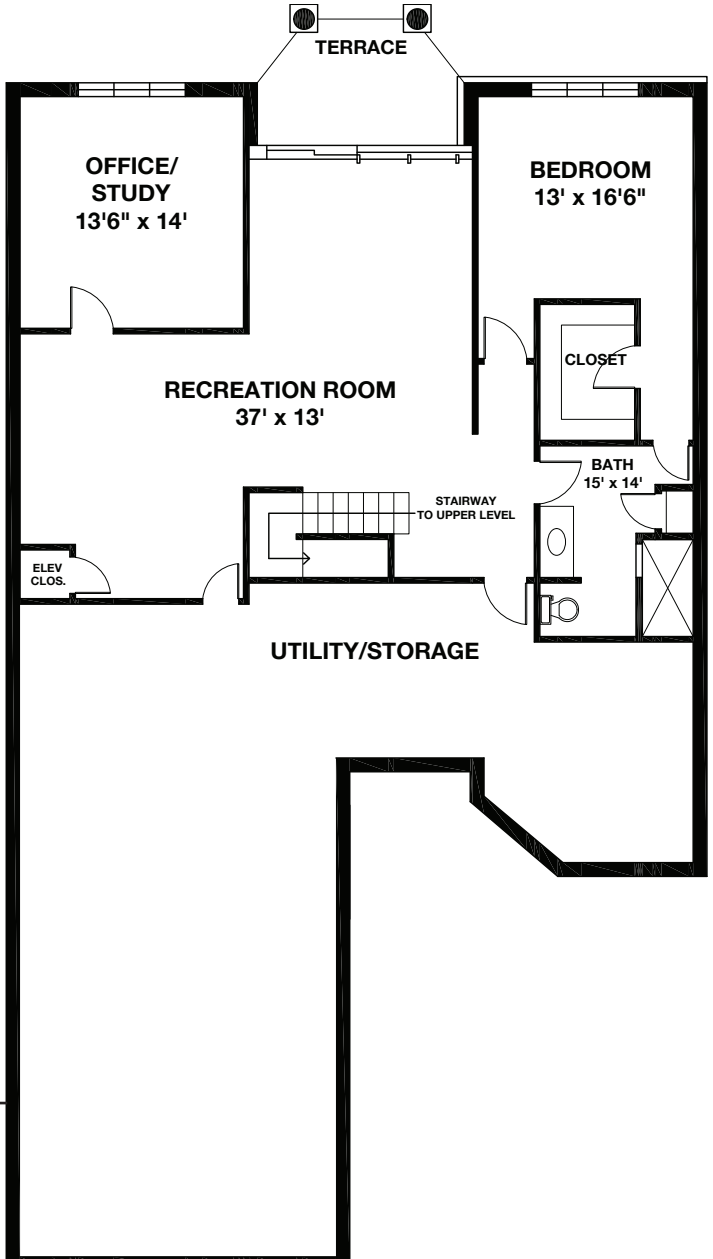 TERRACE
OFFICE/
STUDY
13'6" x 14'
BEDROOM
13' x 16'6"
CLOSET
RECREATION ROOM
37' x 13'
BATH
15' x 14'
STAIRWAY
TO UPPER LEVEL
ELEV
CLOS.
UTILITY/STORAGE